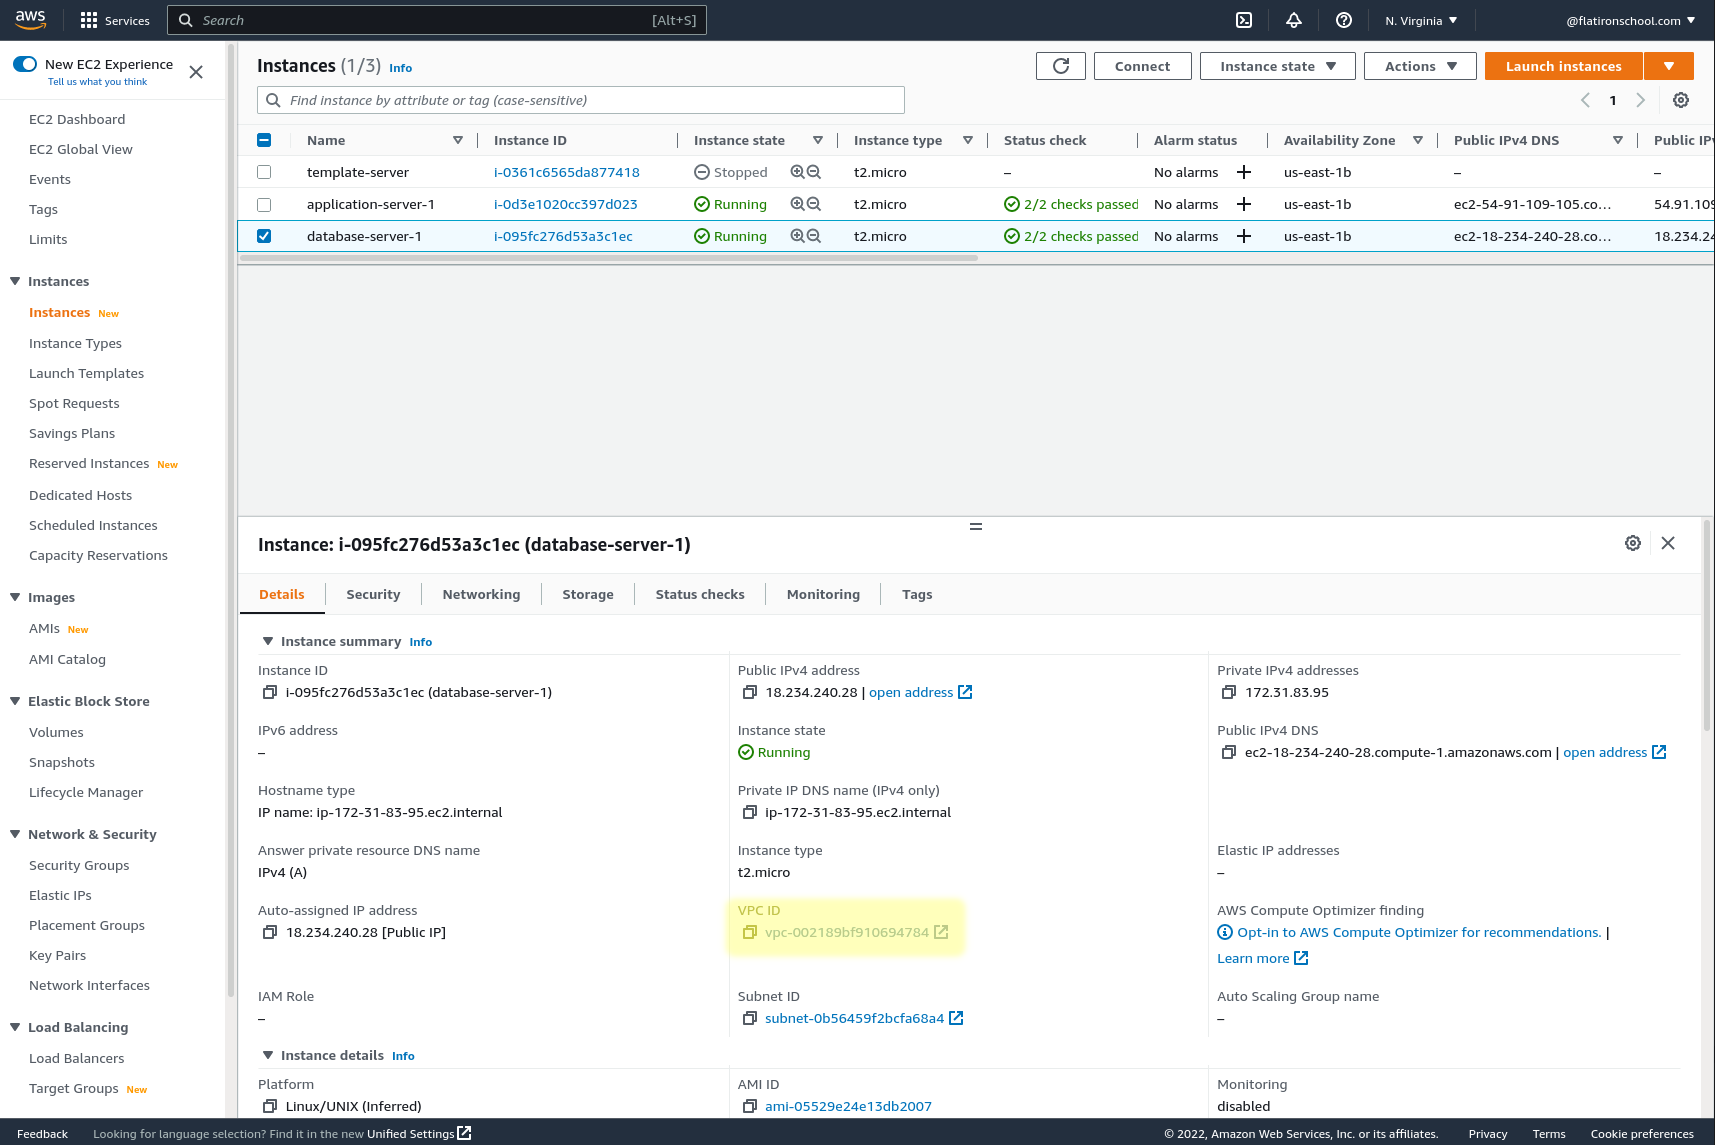 aws Services Search [Alt+S] N. Virginia @flatironschool.com
New EC2 Experience
Tell us what you think
EC2 Dashboard
EC2 Global View
Events
Tags
Limits
Instances
Instances New
Instance Types
Launch Templates
Spot Requests
Savings Plans
Reserved Instances New
Dedicated Hosts
Scheduled Instances
Capacity Reservations
Images
AMIs New
AMI Catalog
Elastic Block Store
Volumes
Snapshots
Lifecycle Manager
Network & Security
Security Groups
Elastic IPs
Placement Groups
Key Pairs
Network Interfaces
Load Balancing
Load Balancers
Target Groups New
Instances (1/3) Info Connect Instance state Actions Launch instances
Find instance by attribute or tag (case-sensitive) 1
Name Instance ID Instance state Instance type Status check Alarm status Availability Zone Public IPv4 DNS Public IPv
template-server i-0361c6565da877418 Stopped t2.micro – No alarms us-east-1b – –
application-server-1 i-0d3e1020cc397d023 Running t2.micro 2/2 checks passed No alarms us-east-1b ec2-54-91-109-105.co... 54.91.109
database-server-1 i-095fc276d53a3c1ec Running t2.micro 2/2 checks passed No alarms us-east-1b ec2-18-234-240-28.co... 18.234.24
Instance: i-095fc276d53a3c1ec (database-server-1)
Details Security Networking Storage Status checks Monitoring Tags
Instance summary Info
Instance ID Public IPv4 address Private IPv4 addresses
i-095fc276d53a3c1ec (database-server-1) 18.234.240.28 | open address 172.31.83.95
IPv6 address Instance state Public IPv4 DNS
– Running ec2-18-234-240-28.compute-1.amazonaws.com | open address
Hostname type Private IP DNS name (IPv4 only)
IP name: ip-172-31-83-95.ec2.internal ip-172-31-83-95.ec2.internal
Answer private resource DNS name Instance type Elastic IP addresses
IPv4 (A) t2.micro –
Auto-assigned IP address VPC ID AWS Compute Optimizer finding
18.234.240.28 [Public IP] vpc-002189bf910694784 Opt-in to AWS Compute Optimizer for recommendations. |
Learn more
IAM Role Subnet ID Auto Scaling Group name
– subnet-0b56459f2bcfa68a4 –
Instance details Info
Platform AMI ID Monitoring
Linux/UNIX (Inferred) ami-05529e24e13db2007 disabled
Feedback Looking for language selection? Find it in the new Unified Settings © 2022, Amazon Web Services, Inc. or its affiliates. Privacy Terms Cookie preferences